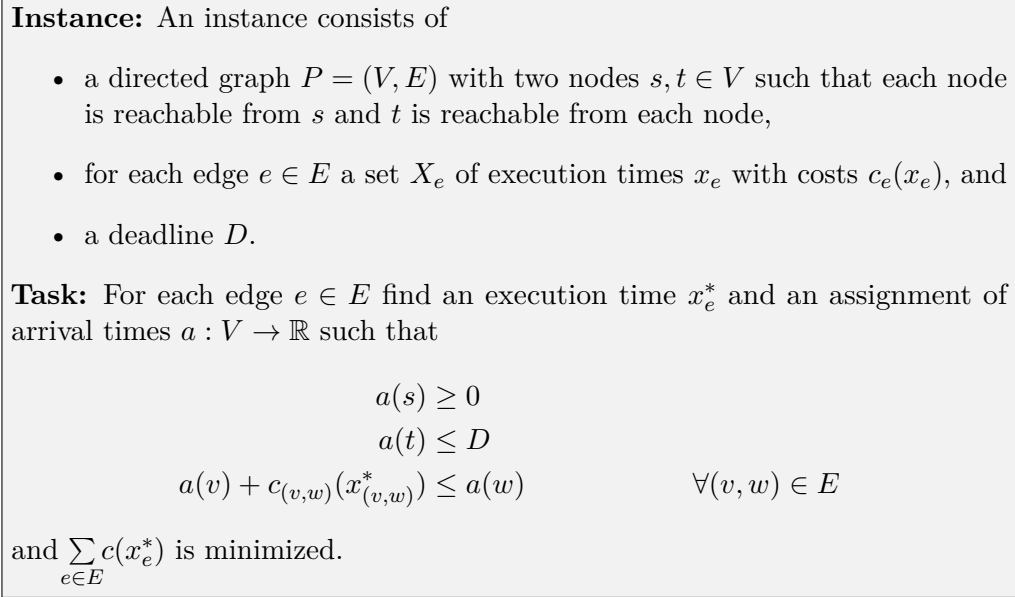 Instance: An instance consists of
• a directed graph P = (V, E) with two nodes s, t ∈ V such that each node
is reachable from s and t is reachable from each node,
• for each edge e ∈ E a set X_e of execution times x_e with costs c_e(x_e), and
• a deadline D.
Task: For each edge e ∈ E find an execution time x_e^* and an assignment of
arrival times a : V → ℝ such that
a(s) ≥ 0
a(t) ≤ D
a(v) + c_{(v,w)}(x^*_{(v,w)}) ≤ a(w) ∀(v, w) ∈ E
and ∑_{e∈E} c(x_e^*) is minimized.